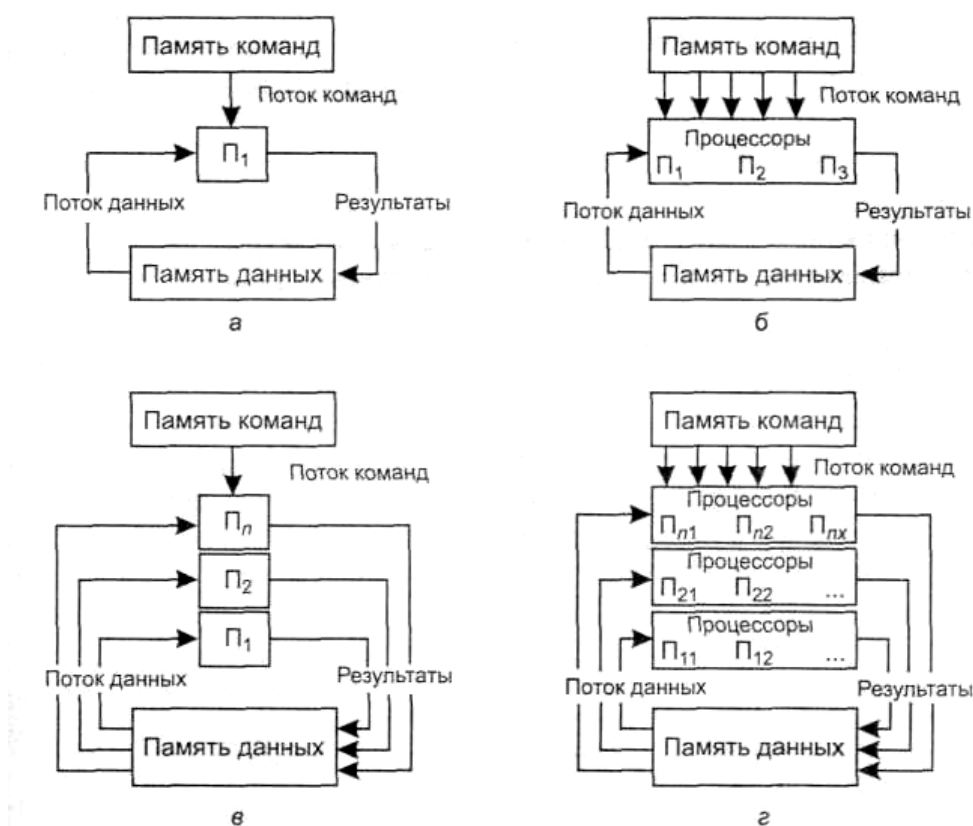 Память команд
Поток команд
П1
Поток данных
Результаты
Память данных
а
Память команд
Поток команд
Процессоры
П1 П2 П3
Поток данных
Результаты
Память данных
б
Память команд
Поток команд
Пn
П2
П1
Поток данных
Результаты
Память данных
в
Память команд
Поток команд
Процессоры
Пn1 Пn2 Пnx
Процессоры
П21 П22 ...
Процессоры
П11 П12 ...
Поток данных
Результаты
Память данных
г